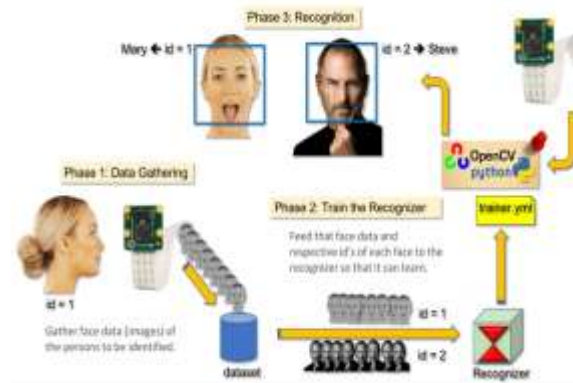 Phase 3: Recognition
Mary ← id = 1
id = 2 → Steve
OpenCV
python
Phase 1: Data Gathering
Phase 2: Train the Recognizer
trainer.yml
Feed that face data and
respective id's of each face to the
recognizer so that it can learn.
id = 1
Gather face data (images) of
the persons to be identified.
id = 1
id = 2
dataset
Recognizer